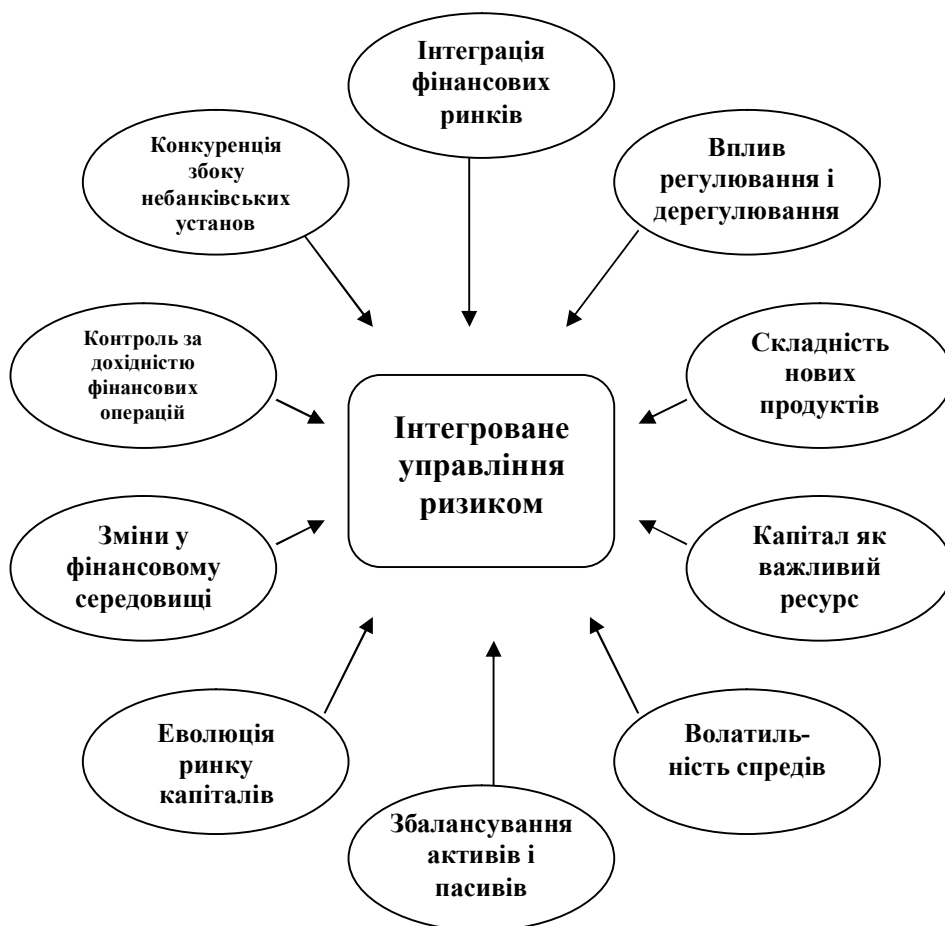 Інтеграція
фінансових
ринків
Конкуренція
збоку
небанківських
установ
Вплив
регулювання і
дерегулювання
Контроль за
дохідністю
фінансових
операцій
Складність
нових
продуктів
Інтегроване
управління
ризиком
Зміни у
фінансовому
середовищі
Капітал як
важливий
ресурс
Еволюція
ринку
капіталів
Волатиль-
ність спредів
Збалансування
активів і
пасивів